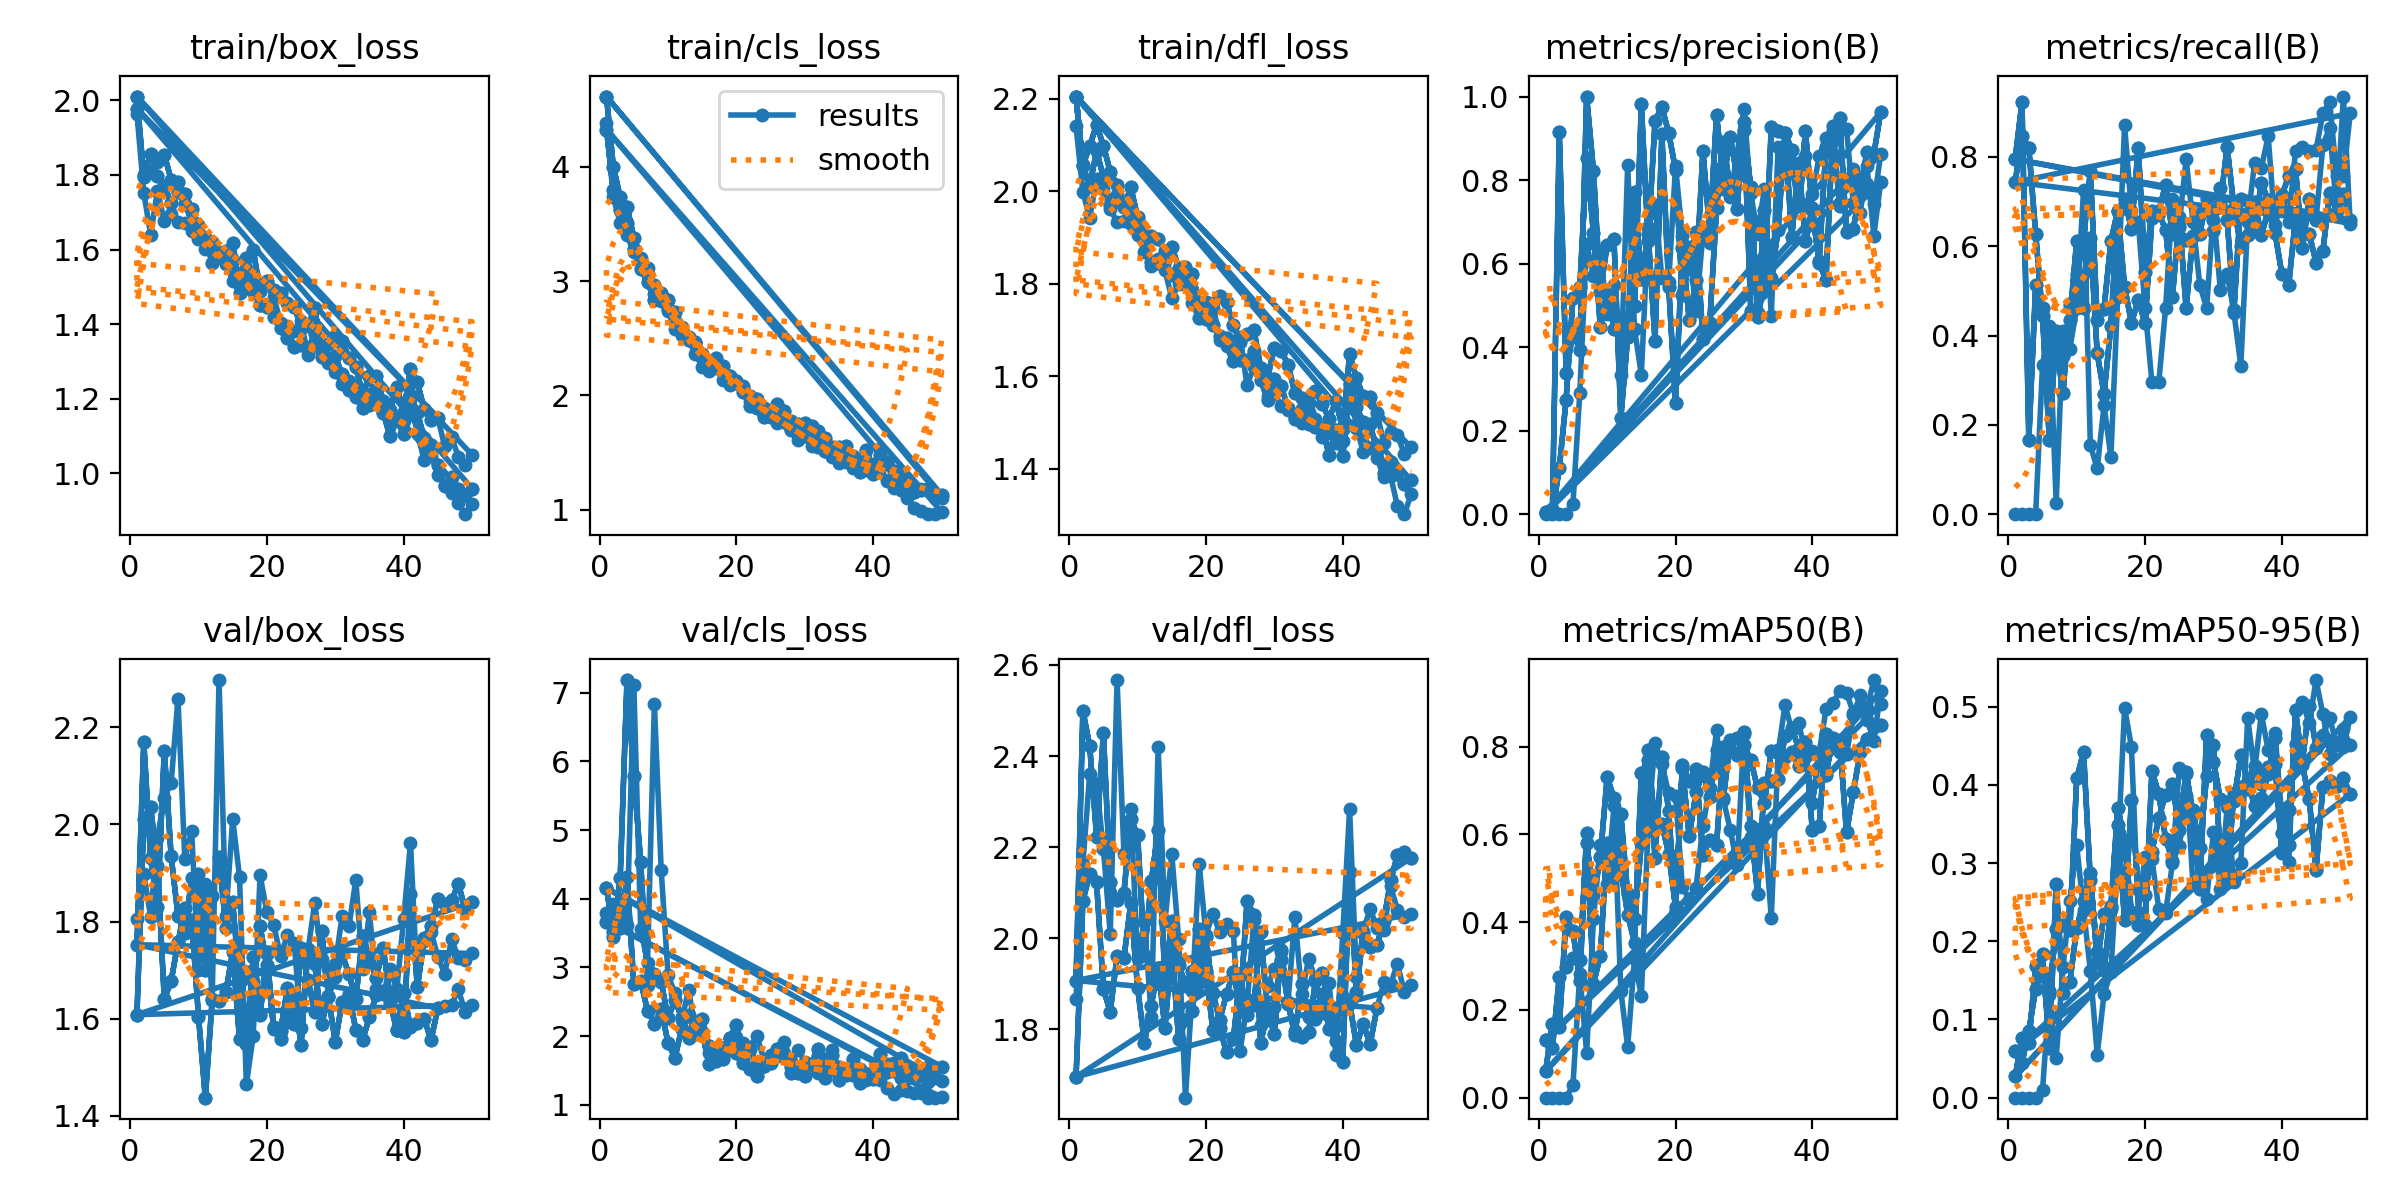 train/box_loss
2.0
1.8
1.6
1.4
1.2
1.0
0 20 40
train/cls_loss
results
smooth
4
3
2
1
0 20 40
train/dfl_loss
2.2
2.0
1.8
1.6
1.4
0 20 40
metrics/precision(B)
1.0
0.8
0.6
0.4
0.2
0.0
0 20 40
metrics/recall(B)
0.8
0.6
0.4
0.2
0.0
0 20 40
val/box_loss
2.2
2.0
1.8
1.6
1.4
0 20 40
val/cls_loss
7
6
5
4
3
2
1
0 20 40
val/dfl_loss
2.6
2.4
2.2
2.0
1.8
0 20 40
metrics/mAP50(B)
0.8
0.6
0.4
0.2
0.0
0 20 40
metrics/mAP50-95(B)
0.5
0.4
0.3
0.2
0.1
0.0
0 20 40